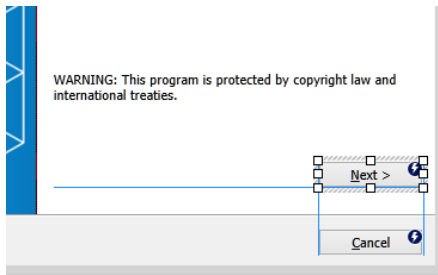 WARNING: This program is protected by copyright law and
international treaties.
Next >
Cancel